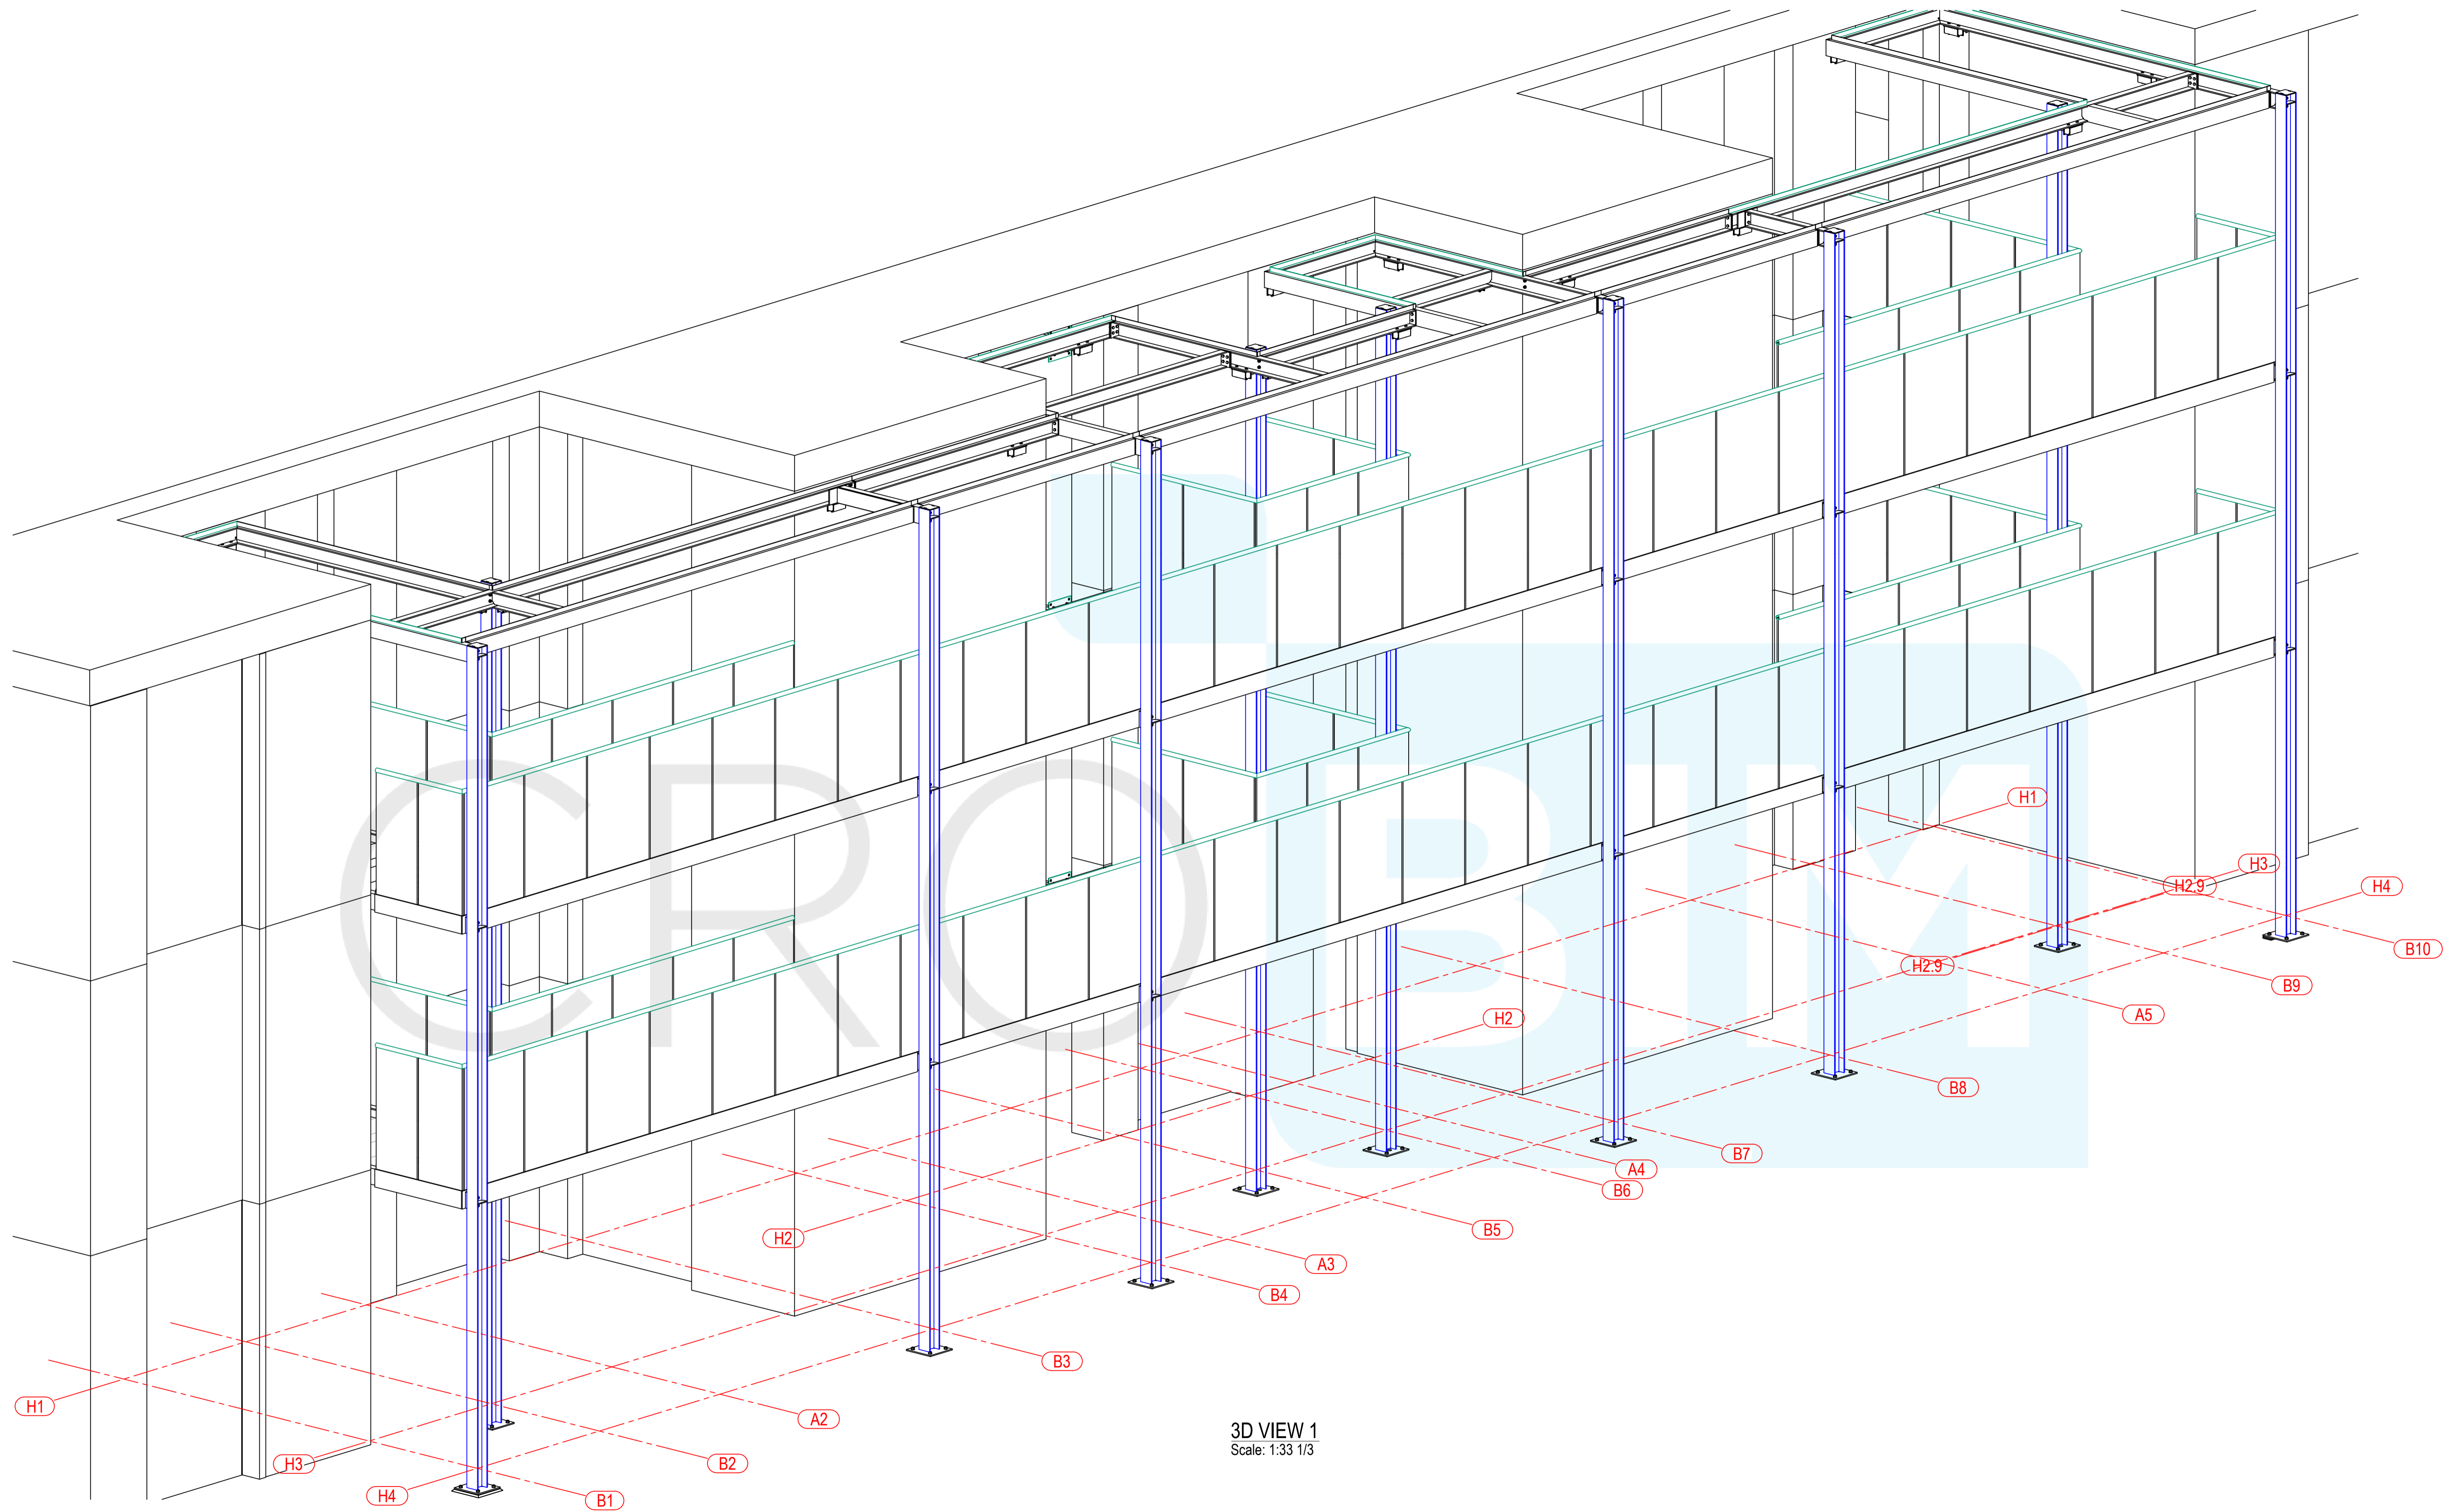 H1
H3
H2.9
H4
B10
H2.9
B9
A5
H2
B8
B7
A4
B6
B5
H2
A3
B4
B3
H1
A2
B2
H3
H4
B1
CROBIM
3D VIEW 1
Scale: 1:33 1/3